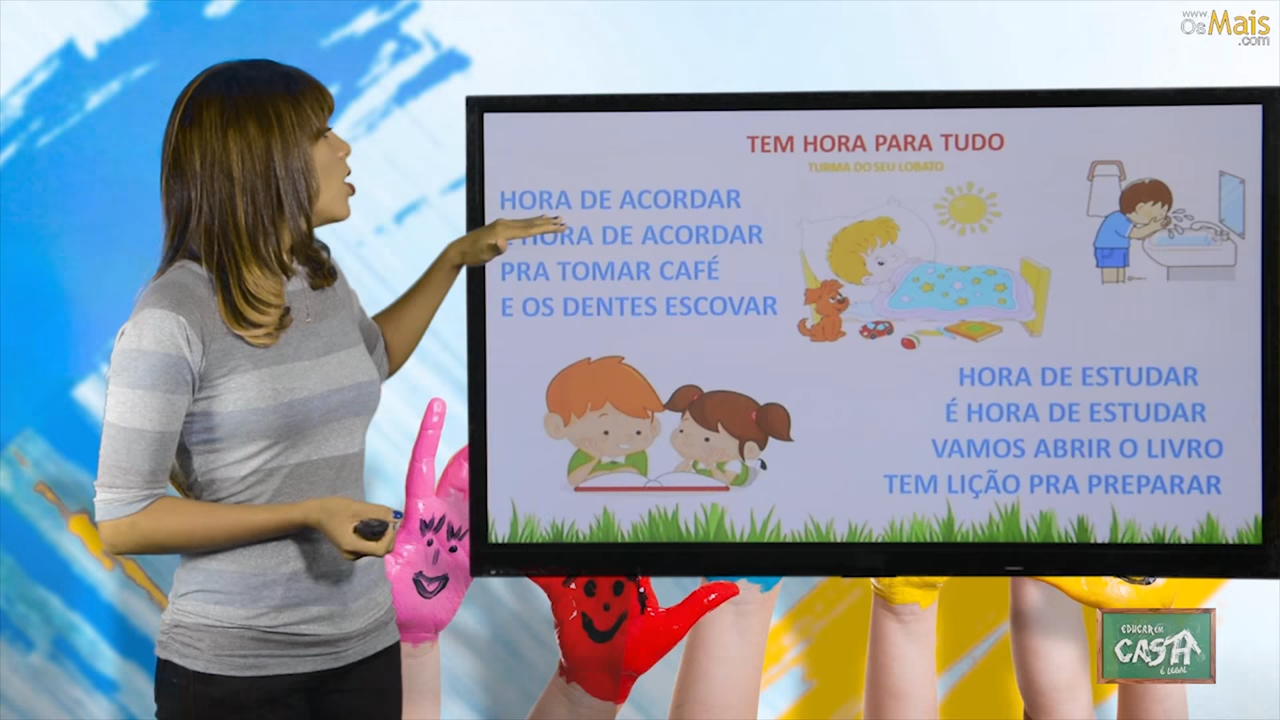 www
OsMais
.com
TEM HORA PARA TUDO
TURMA DO SEU LOBATO
HORA DE ACORDAR
É HORA DE ACORDAR
PRA TOMAR CAFÉ
E OS DENTES ESCOVAR
HORA DE ESTUDAR
É HORA DE ESTUDAR
VAMOS ABRIR O LIVRO
TEM LIÇÃO PRA PREPARAR
EDUCAR EM
CASA
É LEGAL